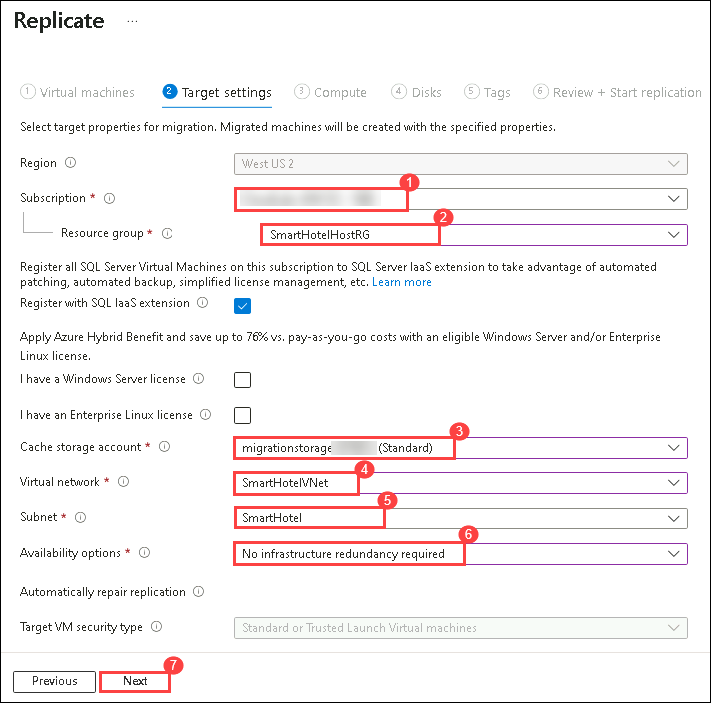 Replicate ...
1 Virtual machines 2 Target settings 3 Compute 4 Disks 5 Tags 6 Review + Start replication
Select target properties for migration. Migrated machines will be created with the specified properties.
Region West US 2
1
Subscription *
2
Resource group * SmartHotelHostRG
Register all SQL Server Virtual Machines on this subscription to SQL Server IaaS extension to take advantage of automated
patching, automated backup, simplified license management, etc. Learn more
Register with SQL IaaS extension
Apply Azure Hybrid Benefit and save up to 76% vs. pay-as-you-go costs with an eligible Windows Server and/or Enterprise
Linux license.
I have a Windows Server license
I have an Enterprise Linux license
3
Cache storage account * migrationstorage (Standard)
4
Virtual network * SmartHotelVNet
5
Subnet * SmartHotel
6
Availability options * No infrastructure redundancy required
Automatically repair replication
Target VM security type Standard or Trusted Launch Virtual machines
7
Previous Next